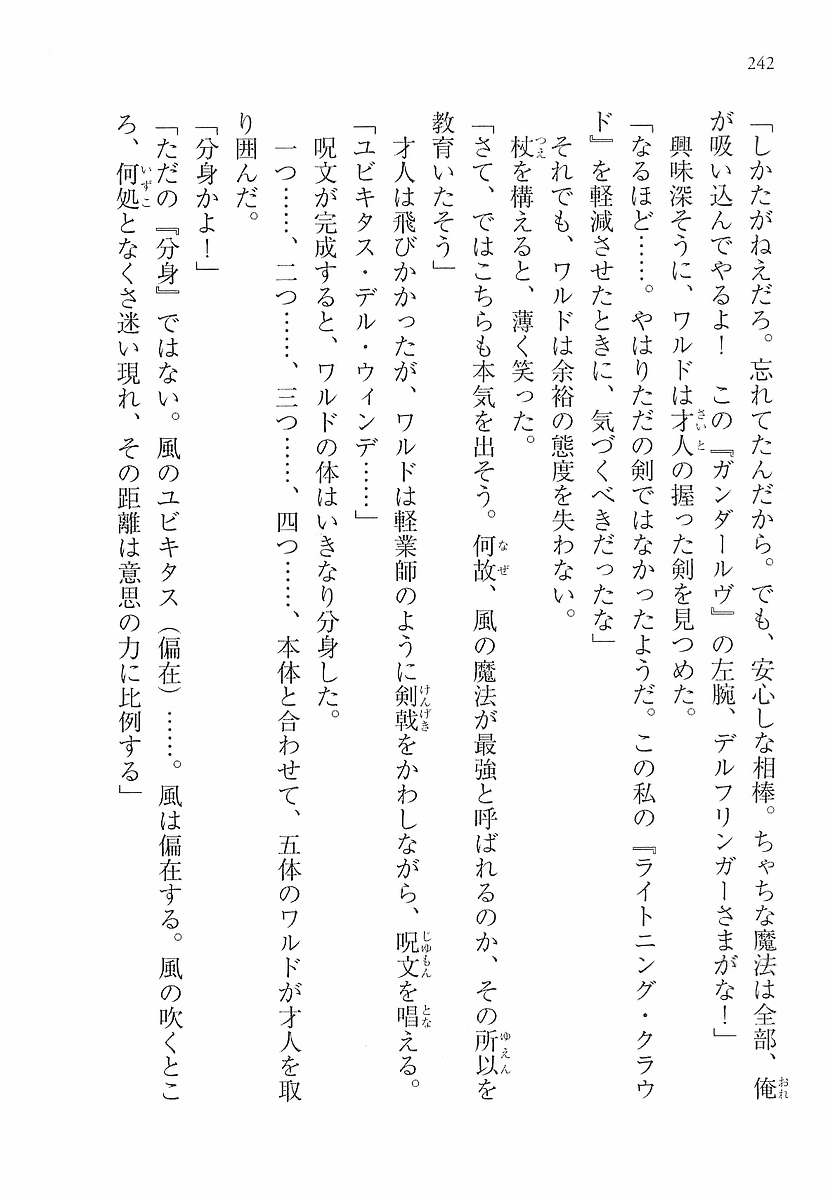 242
「しかたがねえだろ。忘れてたんだから。でも、安心しな相棒。ちゃちな魔法は全部、俺
が吸い込んでやるよ！　この『ガンダールヴ』の左腕、デルフリンガーさまがな！」
興味深そうに、ワルドは才人の握った剣を見つめた。
「なるほど……。やはりただの剣ではなかったようだ。この私の『ライトニング・クラウ
ド』を軽減させたときに、気づくべきだったな」
それでも、ワルドは余裕の態度を失わない。
杖を構えると、薄く笑った。
「さて、ではこちらも本気を出そう。何故、風の魔法が最強と呼ばれるのか、その所以を
教育いたそう」
才人は飛びかかったが、ワルドは軽業師のように剣戟をかわしながら、呪文を唱える。
「ユビキタス・デル・ウィンデ……」
呪文が完成すると、ワルドの体はいきなり分身した。
一つ……、二つ……、三つ……、四つ……、本体と合わせて、五体のワルドが才人を取
り囲んだ。
「分身かよ！」
「ただの『分身』ではない。風のユビキタス（偏在）……。風は偏在する。風の吹くとこ
ろ、何処となくさ迷い現れ、その距離は意思の力に比例する」